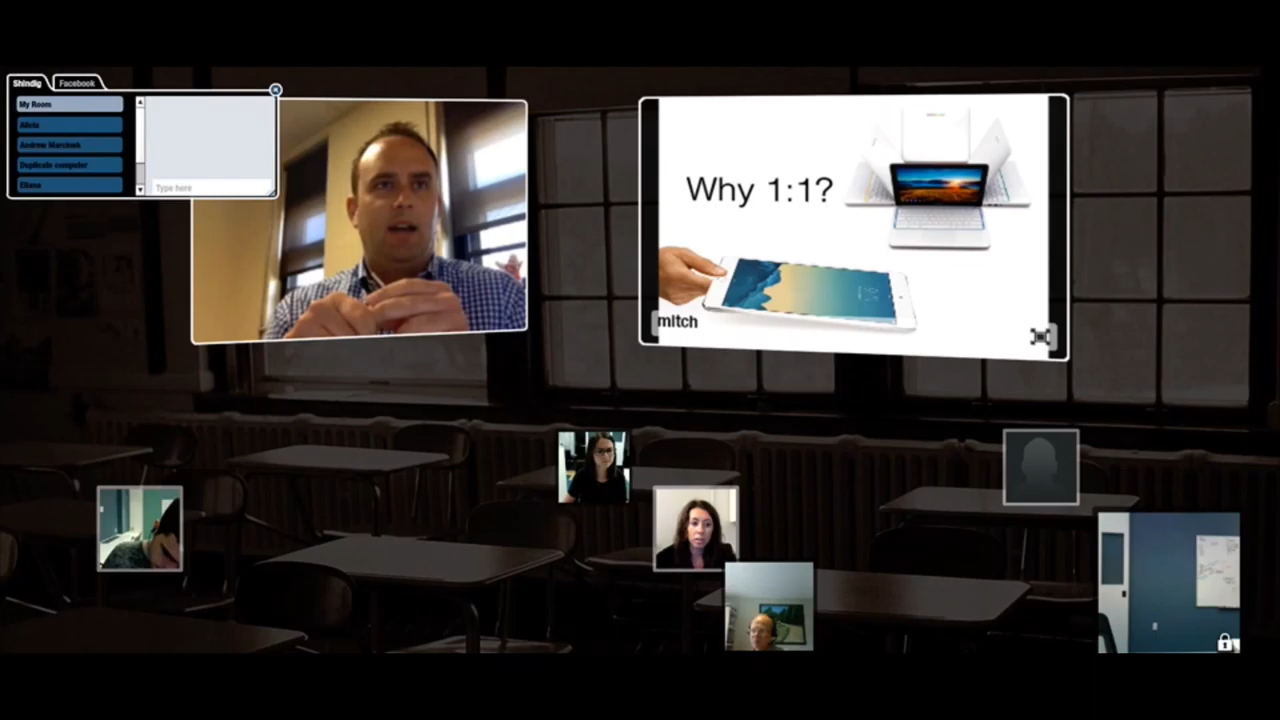 Shindig
Facebook
My Room
Alicia
Andrew Marcinek
Duplicate computer
Eliana
Type here
Why 1:1?
mitch